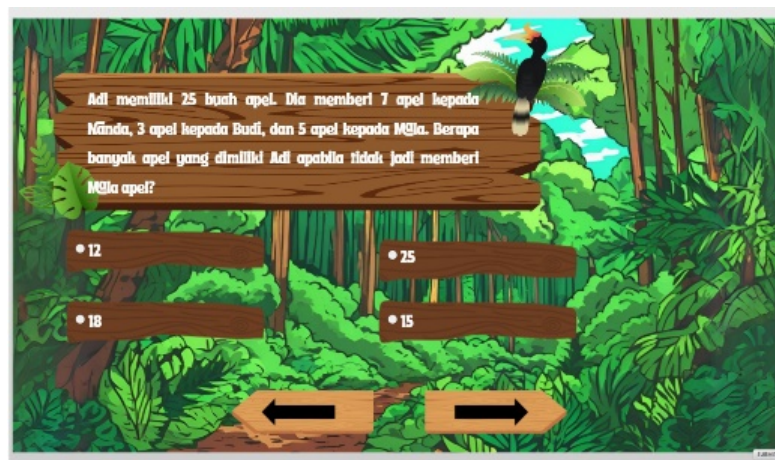 Adi memiliki 25 buah apel. Dia memberi 7 apel kepada
Nanda, 3 apel kepada Budi, dan 5 apel kepada Mala. Berapa
banyak apel yang dimiliki Adi apabila tidak jadi memberi
Mala apel?
12
25
18
15